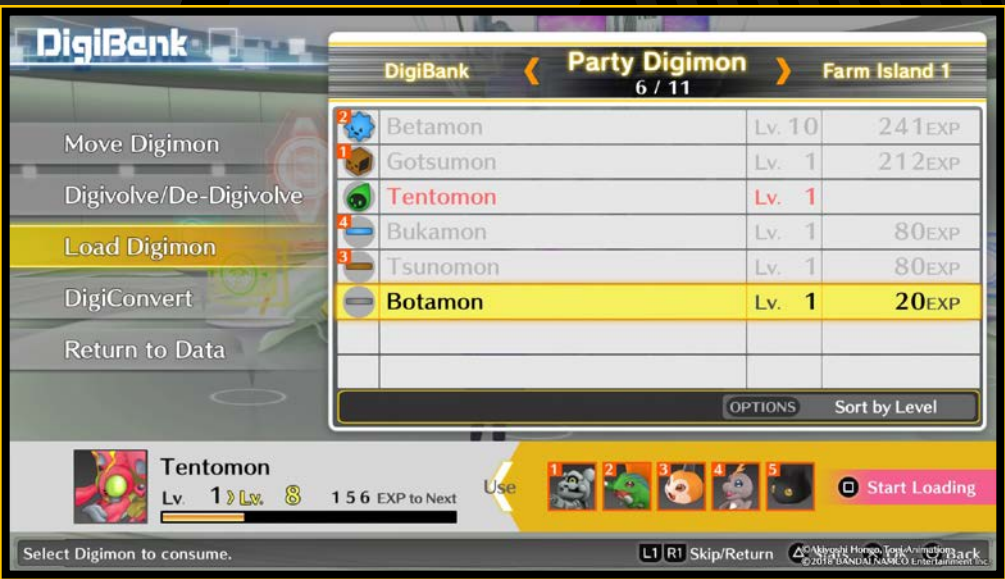 DigiBank
DigiBank ❮ Party Digimon ❯ Farm Island 1
6 / 11
Move Digimon
Digivolve/De-Digivolve
Load Digimon
DigiConvert
Return to Data
2 Betamon Lv. 10 241EXP
1 Gotsumon Lv. 1 212EXP
Tentomon Lv. 1
4 Bukamon Lv. 1 80EXP
3 Tsunomon Lv. 1 80EXP
Botamon Lv. 1 20EXP
OPTIONS Sort by Level
Tentomon
Lv. 1 Lv. 8 156 EXP to Next
Use
1 2 3 4 5
Start Loading
Select Digimon to consume.
L1 R1 Skip/Return Back
©Akiyoshi Hongo, Toei Animation
©2018 BANDAI NAMCO Entertainment Inc.